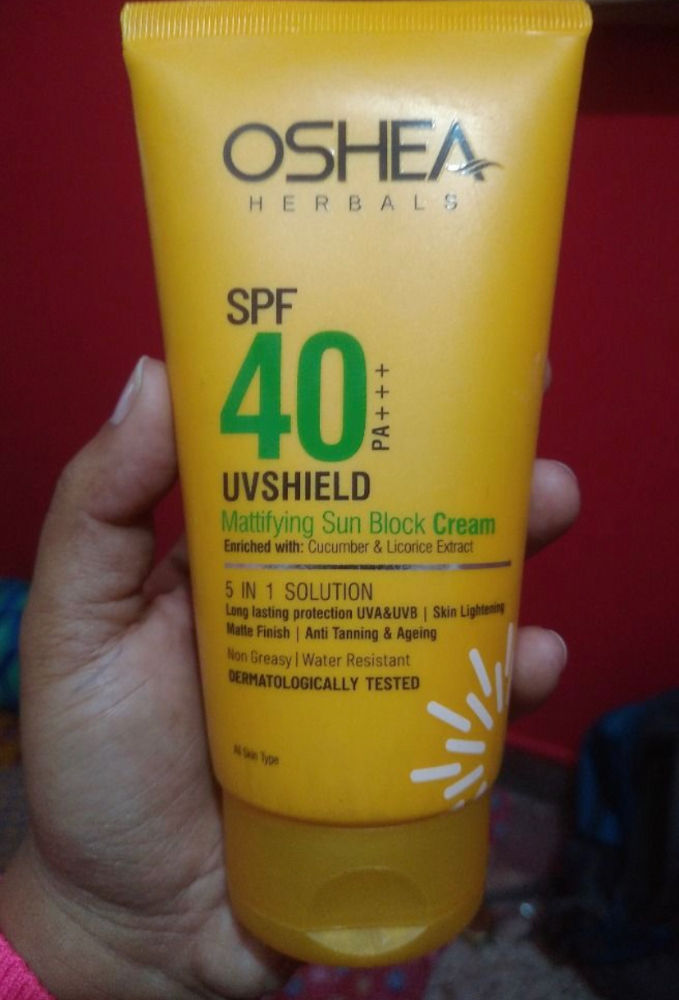 OSHEA
HERBALS
SPF
40 PA+++
UVSHIELD
Mattifying Sun Block Cream
Enriched with: Cucumber & Licorice Extract
5 IN 1 SOLUTION
Long lasting protection UVA&UVB | Skin Lightening
Matte Finish | Anti Tanning & Ageing
Non Greasy | Water Resistant
DERMATOLOGICALLY TESTED
All Skin Type